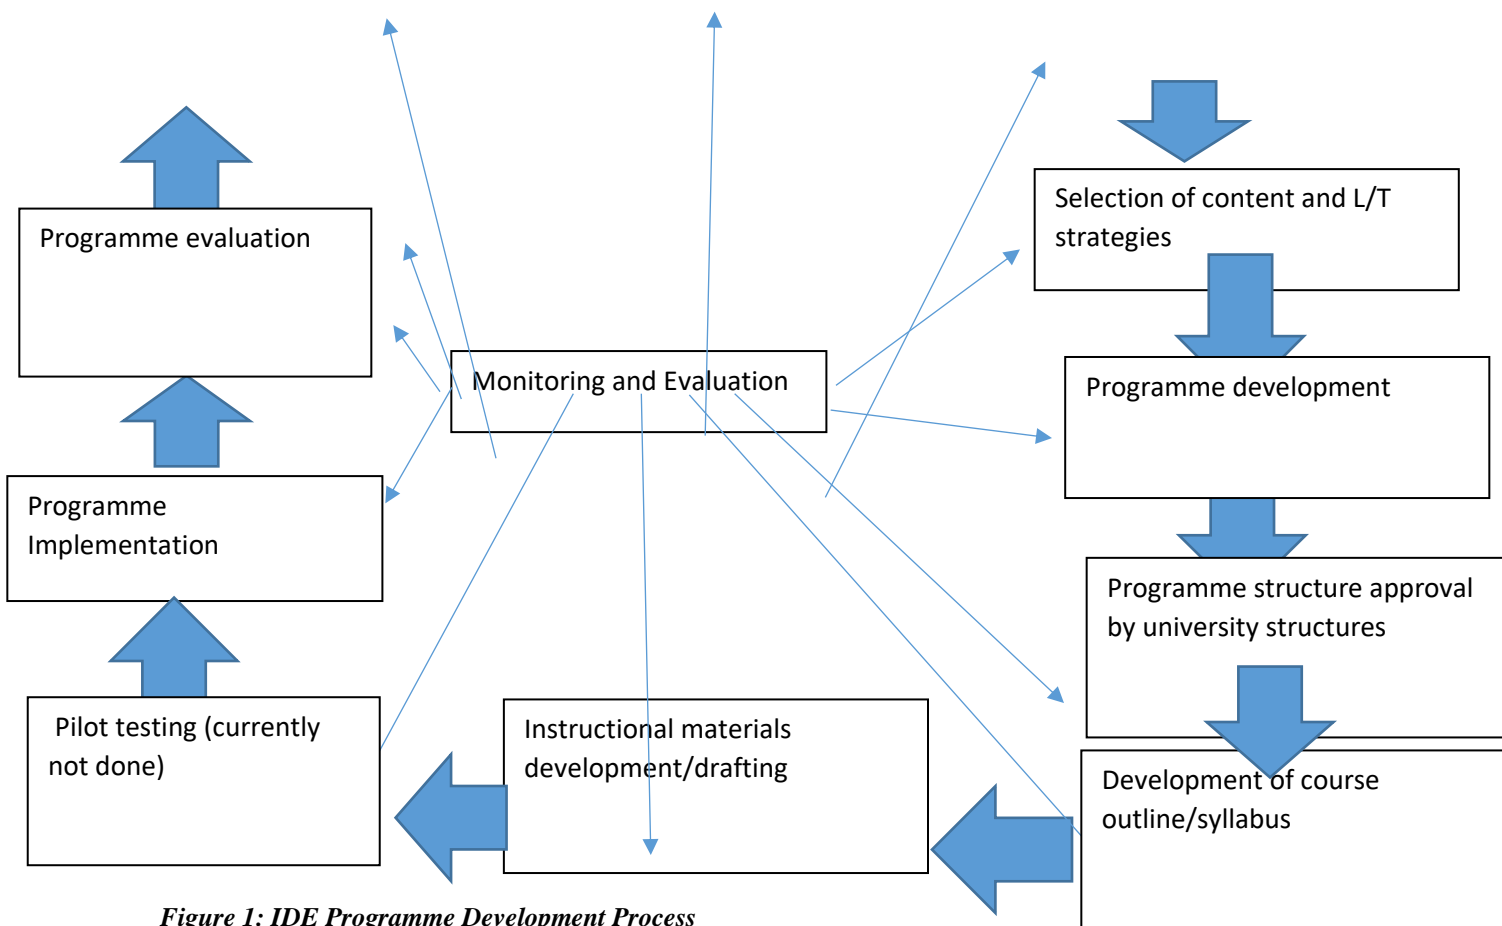 Programme evaluation
Selection of content and L/T
strategies
Monitoring and Evaluation
Programme development
Programme
Implementation
Programme structure approval
by university structures
Pilot testing (currently
not done)
Instructional materials
development/drafting
Development of course
outline/syllabus
Figure 1: IDE Programme Development Process